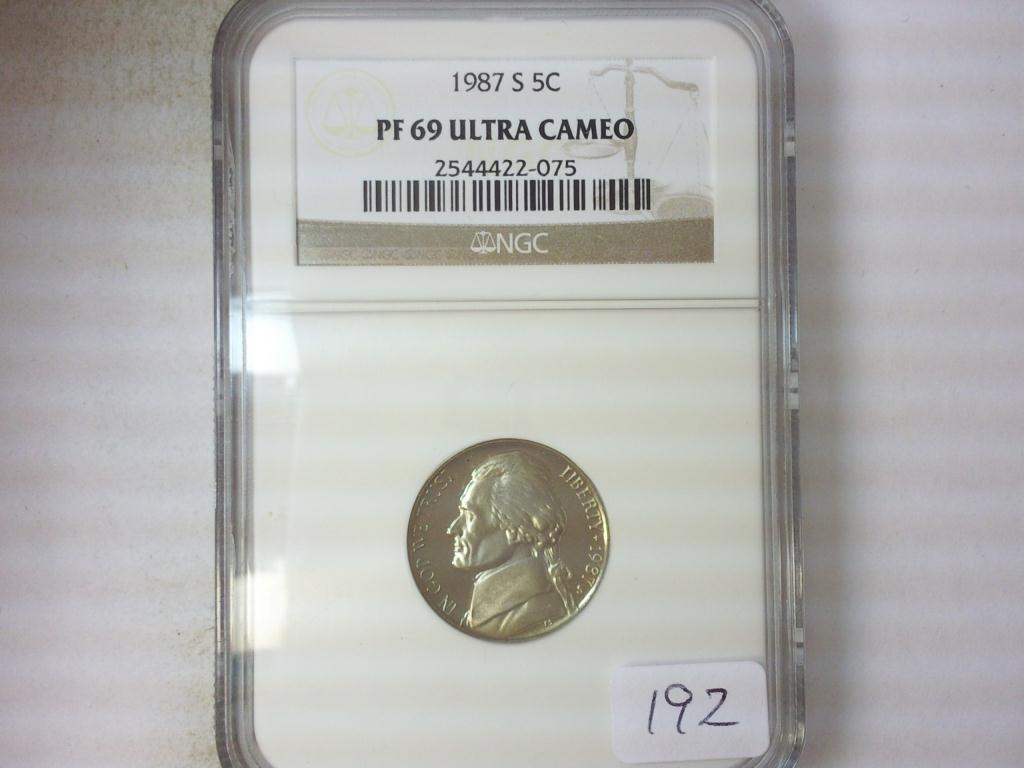 1987 S 5C
PF 69 ULTRA CAMEO
2544422-075
NGC
IN GOD WE TRUST
LIBERTY 1987 S
192